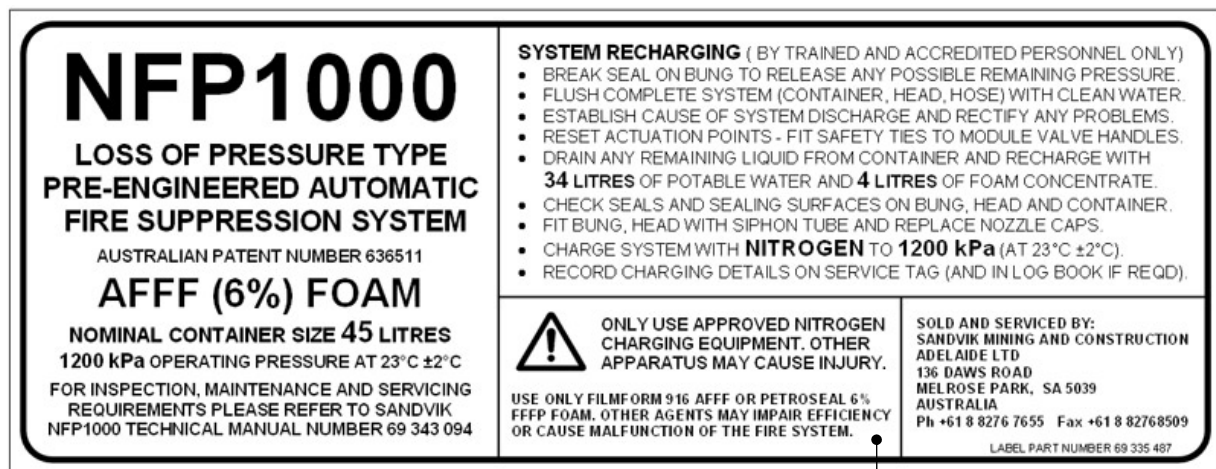 NFP1000
LOSS OF PRESSURE TYPE
PRE-ENGINEERED AUTOMATIC
FIRE SUPPRESSION SYSTEM
AUSTRALIAN PATENT NUMBER 636511
AFFF (6%) FOAM
NOMINAL CONTAINER SIZE 45 LITRES
1200 kPa OPERATING PRESSURE AT 23°C ±2°C
FOR INSPECTION, MAINTENANCE AND SERVICING
REQUIREMENTS PLEASE REFER TO SANDVIK
NFP1000 TECHNICAL MANUAL NUMBER 69 343 094
SYSTEM RECHARGING ( BY TRAINED AND ACCREDITED PERSONNEL ONLY)
• BREAK SEAL ON BUNG TO RELEASE ANY POSSIBLE REMAINING PRESSURE.
• FLUSH COMPLETE SYSTEM (CONTAINER, HEAD, HOSE) WITH CLEAN WATER.
• ESTABLISH CAUSE OF SYSTEM DISCHARGE AND RECTIFY ANY PROBLEMS.
• RESET ACTUATION POINTS - FIT SAFETY TIES TO MODULE VALVE HANDLES.
• DRAIN ANY REMAINING LIQUID FROM CONTAINER AND RECHARGE WITH
34 LITRES OF POTABLE WATER AND 4 LITRES OF FOAM CONCENTRATE.
• CHECK SEALS AND SEALING SURFACES ON BUNG, HEAD AND CONTAINER.
• FIT BUNG, HEAD WITH SIPHON TUBE AND REPLACE NOZZLE CAPS.
• CHARGE SYSTEM WITH NITROGEN TO 1200 kPa (AT 23°C ±2°C).
• RECORD CHARGING DETAILS ON SERVICE TAG (AND IN LOG BOOK IF REQD).
ONLY USE APPROVED NITROGEN
CHARGING EQUIPMENT. OTHER
APPARATUS MAY CAUSE INJURY.
USE ONLY FILMFORM 916 AFFF OR PETROSEAL 6%
FFFP FOAM. OTHER AGENTS MAY IMPAIR EFFICIENCY
OR CAUSE MALFUNCTION OF THE FIRE SYSTEM.
SOLD AND SERVICED BY:
SANDVIK MINING AND CONSTRUCTION
ADELAIDE LTD
136 DAWS ROAD
MELROSE PARK, SA 5039
AUSTRALIA
Ph +61 8 8276 7655 Fax +61 8 82768509
LABEL PART NUMBER 69 335 487